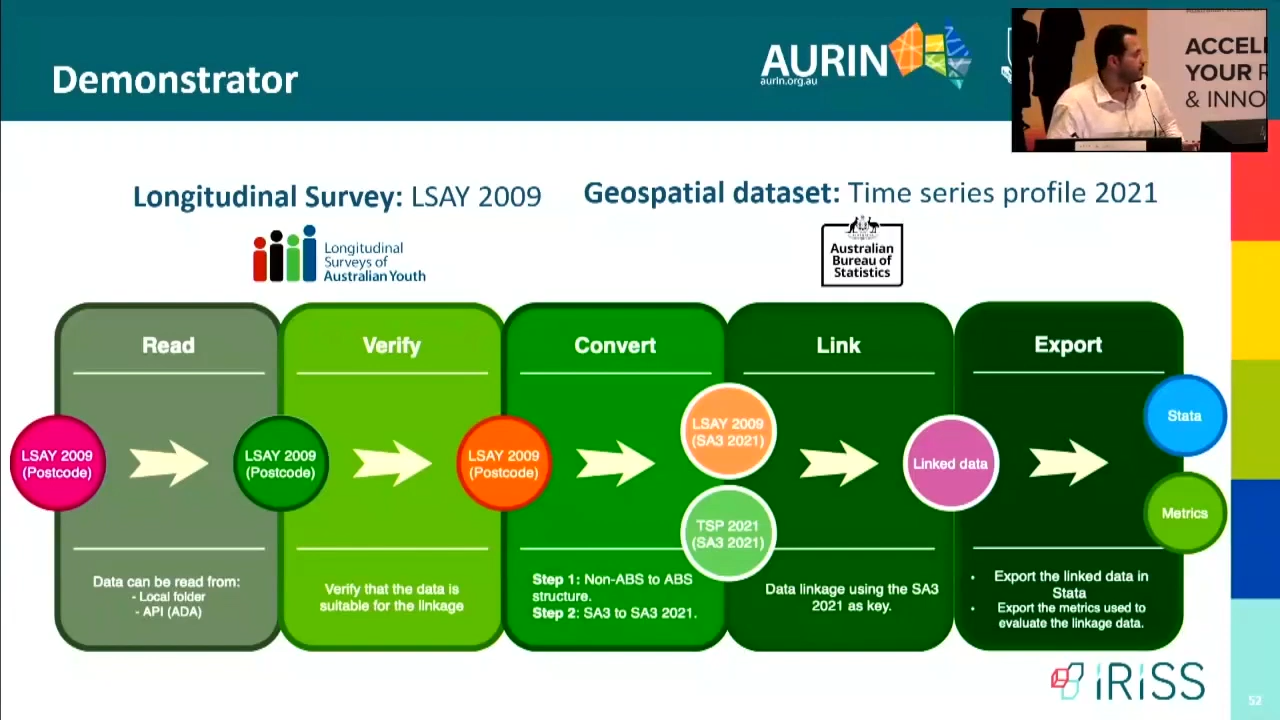 Demonstrator
AURIN
aurin.org.au
ACCEL
YOUR R
& INNO
Longitudinal Survey: LSAY 2009
Geospatial dataset: Time series profile 2021
Longitudinal
Surveys of
Australian Youth
Australian
Bureau of
Statistics
Read
Verify
Convert
Link
Export
LSAY 2009
(Postcode)
LSAY 2009
(Postcode)
LSAY 2009
(Postcode)
LSAY 2009
(SA3 2021)
TSP 2021
(SA3 2021)
Linked data
Stata
Metrics
Data can be read from:
- Local folder
- API (ADA)
Verify that the data is
suitable for the linkage
Step 1: Non-ABS to ABS
structure.
Step 2: SA3 to SA3 2021.
Data linkage using the SA3
2021 as key.
• Export the linked data in
Stata
• Export the metrics used to
evaluate the linkage data.
IRISS
52